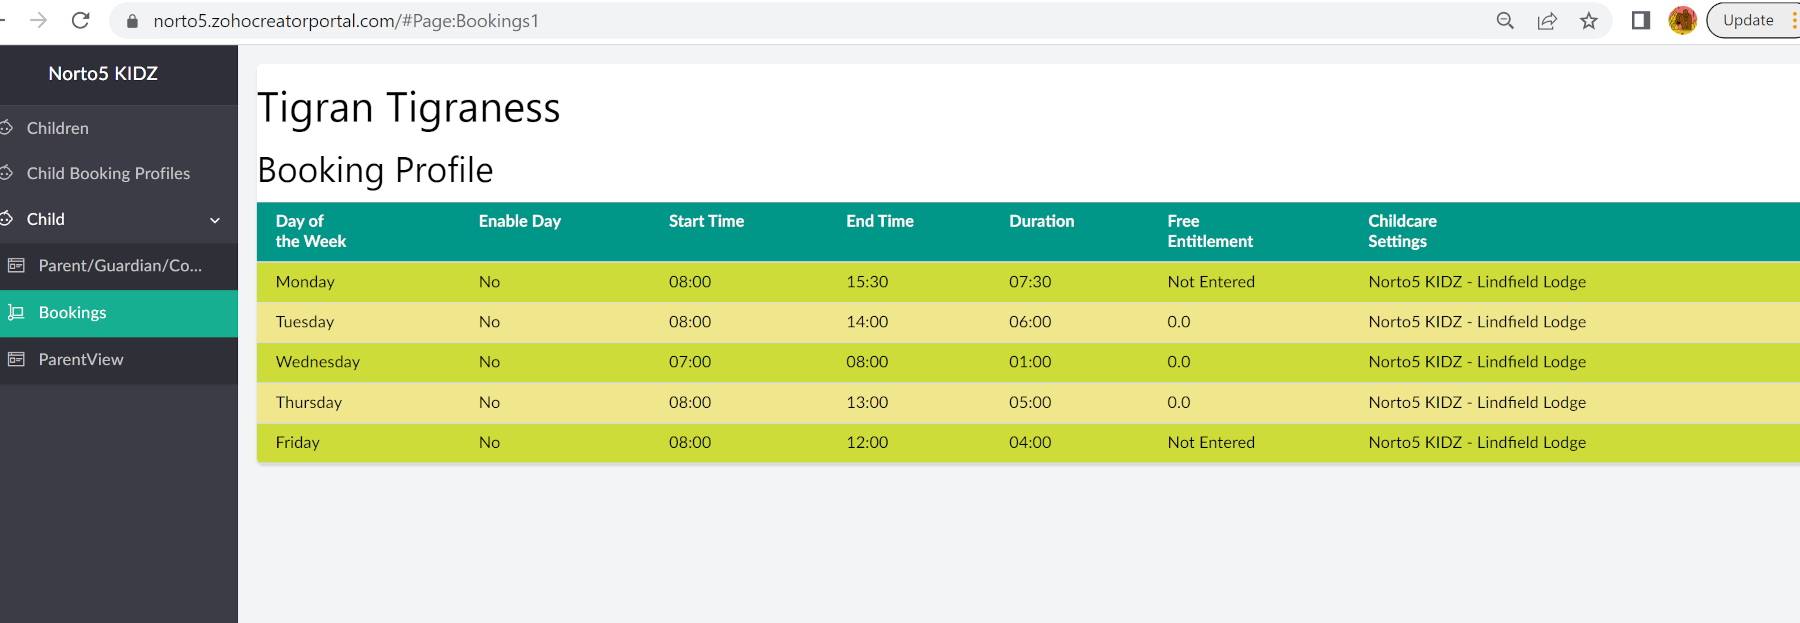 norto5.zohocreatorportal.com/#Page:Bookings1
Update
Norto5 KIDZ
Children
Child Booking Profiles
Child
Parent/Guardian/Co...
Bookings
ParentView
Tigran Tigraness
Booking Profile
Day of the Week Enable Day Start Time End Time Duration Free Entitlement Childcare Settings
Monday No 08:00 15:30 07:30 Not Entered Norto5 KIDZ - Lindfield Lodge
Tuesday No 08:00 14:00 06:00 0.0 Norto5 KIDZ - Lindfield Lodge
Wednesday No 07:00 08:00 01:00 0.0 Norto5 KIDZ - Lindfield Lodge
Thursday No 08:00 13:00 05:00 0.0 Norto5 KIDZ - Lindfield Lodge
Friday No 08:00 12:00 04:00 Not Entered Norto5 KIDZ - Lindfield Lodge